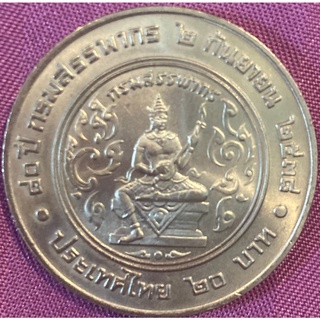 ๘๐ ปี กรมสรรพากร ๒ กันยายน ๒๕๓๘
กรมสรรพากร
ประเทศไทย ๒๐ บาท